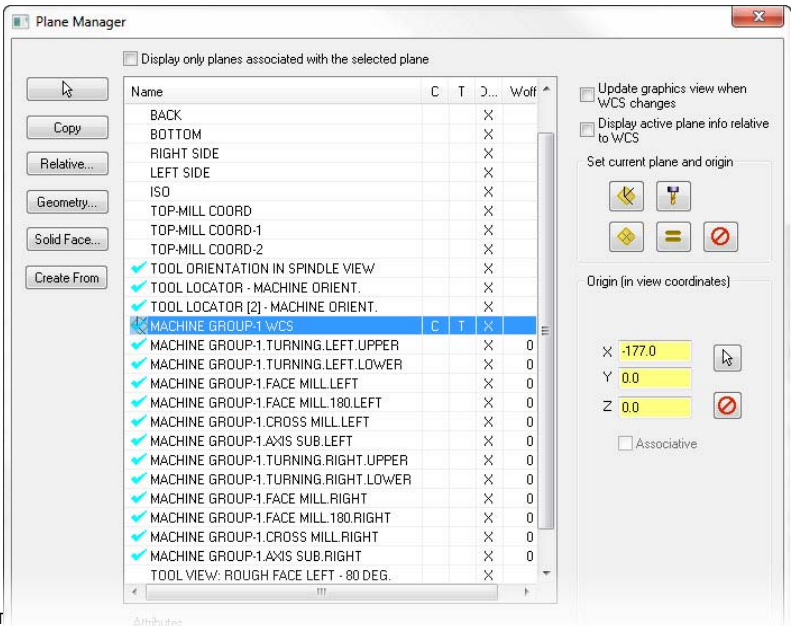 Plane Manager
Display only planes associated with the selected plane
Copy
Relative...
Geometry...
Solid Face...
Create From
Name C T O... Woff
BACK X
BOTTOM X
RIGHT SIDE X
LEFT SIDE X
ISO X
TOP-MILL COORD X
TOP-MILL COORD-1 X
TOP-MILL COORD-2 X
TOOL ORIENTATION IN SPINDLE VIEW X
TOOL LOCATOR - MACHINE ORIENT. X
TOOL LOCATOR [2] - MACHINE ORIENT. X
MACHINE GROUP-1 WCS C T X
MACHINE GROUP-1.TURNING.LEFT.UPPER X 0
MACHINE GROUP-1.TURNING.LEFT.LOWER X 0
MACHINE GROUP-1.FACE MILL.LEFT X 0
MACHINE GROUP-1.FACE MILL.180.LEFT X 0
MACHINE GROUP-1.CROSS MILL.LEFT X 0
MACHINE GROUP-1.AXIS SUB.LEFT X 0
MACHINE GROUP-1.TURNING.RIGHT.UPPER X 0
MACHINE GROUP-1.TURNING.RIGHT.LOWER X 0
MACHINE GROUP-1.FACE MILL.RIGHT X 0
MACHINE GROUP-1.FACE MILL.180.RIGHT X 0
MACHINE GROUP-1.CROSS MILL.RIGHT X 0
MACHINE GROUP-1.AXIS SUB.RIGHT X 0
TOOL VIEW: ROUGH FACE LEFT - 80 DEG. X
Attributes
Update graphics view when
WCS changes
Display active plane info relative
to WCS
Set current plane and origin
Origin (in view coordinates)
X -177.0
Y 0.0
Z 0.0
Associative